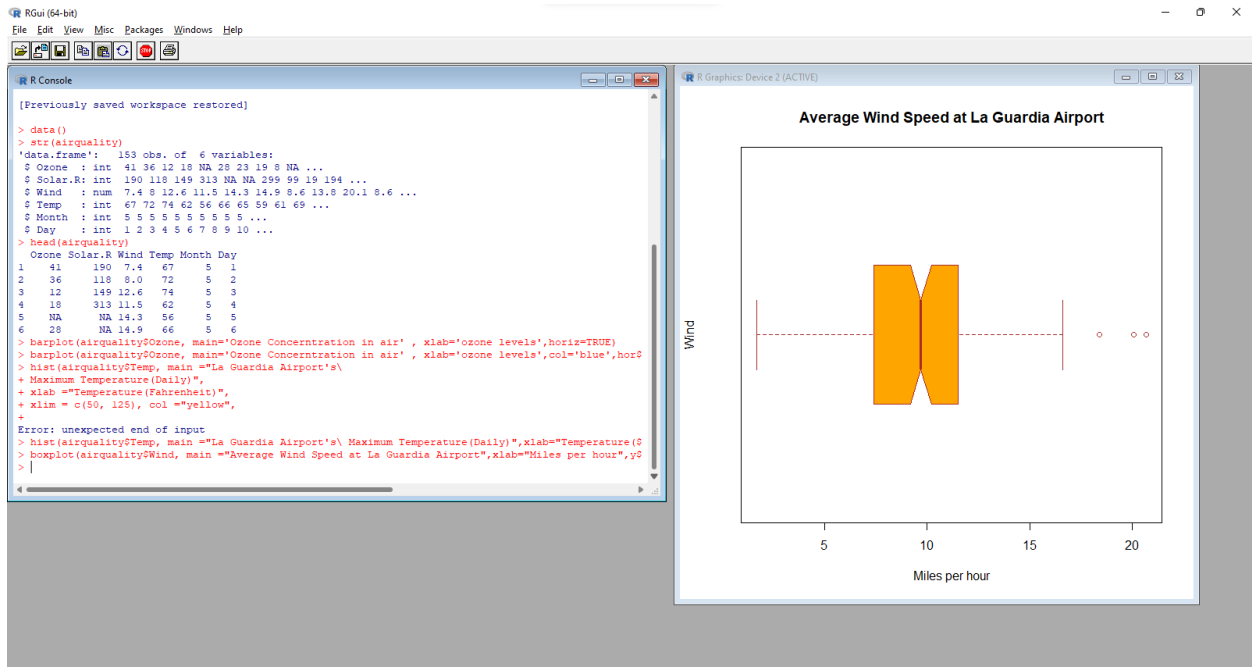 RGui (64-bit)
File Edit View Misc Packages Windows Help
STOP
R Console
[Previously saved workspace restored]
> data()
> str(airquality)
'data.frame':   153 obs. of  6 variables:
 $ Ozone  : int  41 36 12 18 NA 28 23 19 8 NA ...
 $ Solar.R: int  190 118 149 313 NA NA 299 99 19 194 ...
 $ Wind   : num  7.4 8 12.6 11.5 14.3 14.9 8.6 13.8 20.1 8.6 ...
 $ Temp   : int  67 72 74 62 56 66 65 59 61 69 ...
 $ Month  : int  5 5 5 5 5 5 5 5 5 5 ...
 $ Day    : int  1 2 3 4 5 6 7 8 9 10 ...
> head(airquality)
  Ozone Solar.R Wind Temp Month Day
1    41     190  7.4   67     5   1
2    36     118  8.0   72     5   2
3    12     149 12.6   74     5   3
4    18     313 11.5   62     5   4
5    NA      NA 14.3   56     5   5
6    28      NA 14.9   66     5   6
> barplot(airquality$Ozone, main='Ozone Concerntration in air' , xlab='ozone levels',horiz=TRUE)
> barplot(airquality$Ozone, main='Ozone Concerntration in air' , xlab='ozone levels',col='blue',hor$
> hist(airquality$Temp, main ="La Guardia Airport's\
+ Maximum Temperature(Daily)",
+ xlab ="Temperature(Fahrenheit)",
+ xlim = c(50, 125), col ="yellow",
+
Error: unexpected end of input
> hist(airquality$Temp, main ="La Guardia Airport's\ Maximum Temperature(Daily)",xlab="Temperature($
> boxplot(airquality$Wind, main ="Average Wind Speed at La Guardia Airport",xlab="Miles per hour",y$
>
R Graphics: Device 2 (ACTIVE)
Average Wind Speed at La Guardia Airport
Wind
5 10 15 20
Miles per hour